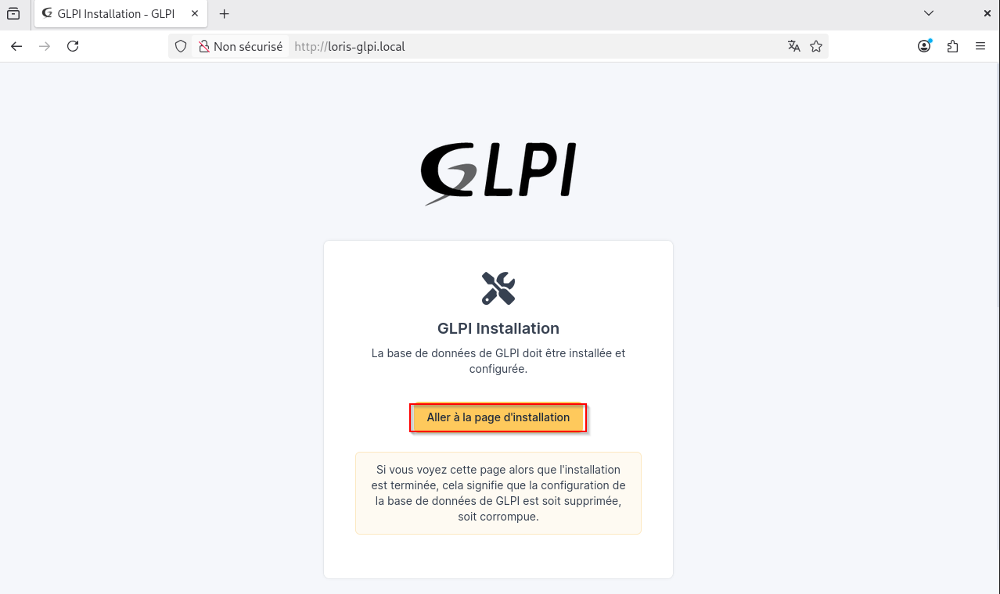 GLPI Installation - GLPI
Non sécurisé
http://loris-glpi.local
GLPI
GLPI Installation
La base de données de GLPI doit être installée et
configurée.
Aller à la page d'installation
Si vous voyez cette page alors que l'installation
est terminée, cela signifie que la configuration de
la base de données de GLPI est soit supprimée,
soit corrompue.